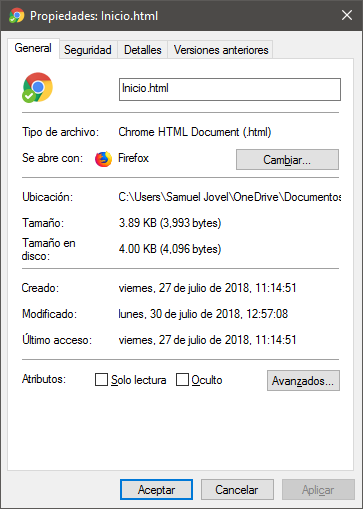 Propiedades: Inicio.html
General Seguridad Detalles Versiones anteriores
Inicio.html
Tipo de archivo: Chrome HTML Document (.html)
Se abre con: Firefox Cambiar...
Ubicación: C:\Users\Samuel Jovel\OneDrive\Documentos
Tamaño: 3.89 KB (3,993 bytes)
Tamaño en
disco: 4.00 KB (4,096 bytes)
Creado: viernes, 27 de julio de 2018, 11:14:51
Modificado: lunes, 30 de julio de 2018, 12:57:08
Último acceso: viernes, 27 de julio de 2018, 11:14:51
Atributos: Solo lectura Oculto Avanzados...
Aceptar Cancelar Aplicar